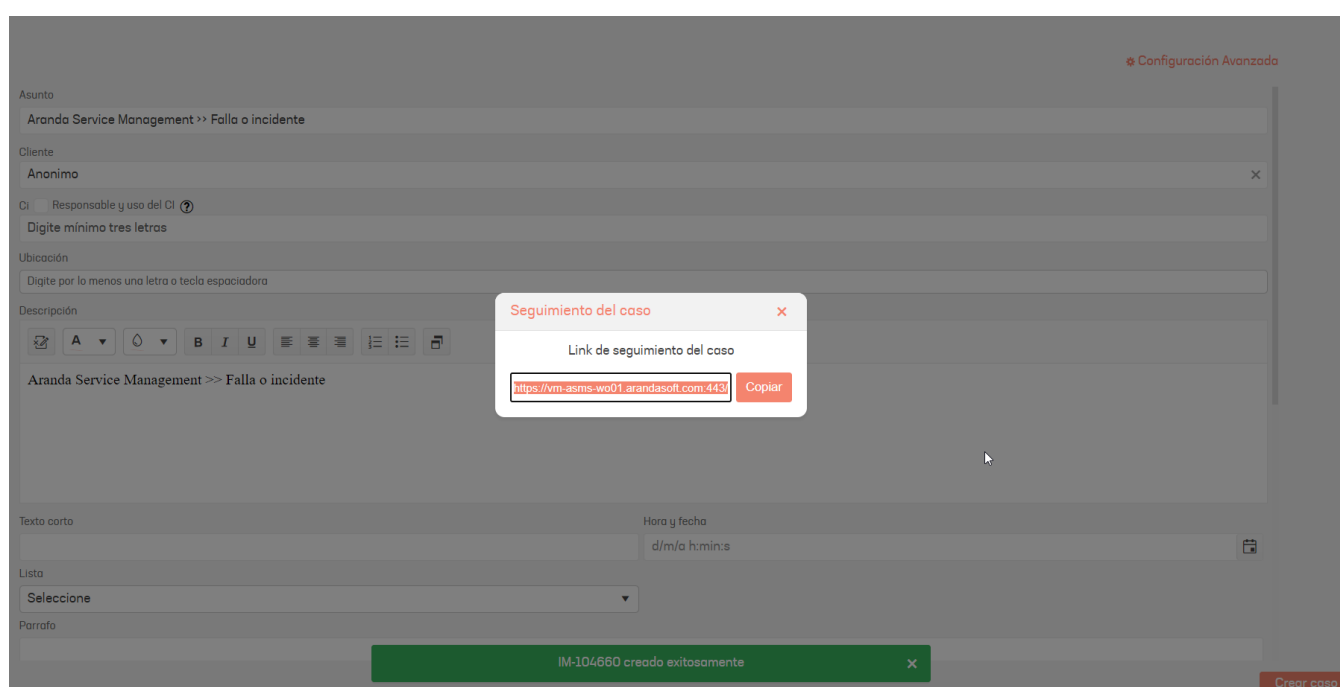 Configuración Avanzada
Asunto
Aranda Service Management >> Falla o incidente
Cliente
Anonimo
Ci Responsable y uso del CI ?
Digite mínimo tres letras
Ubicación
Digite por lo menos una letra o tecla espaciadora
Descripción
A B I U
Aranda Service Management >> Falla o incidente
Seguimiento del caso
Link de seguimiento del caso
https://vm-asms-wo01.arandasoft.com:443/ Copiar
Texto corto Hora y fecha
d/m/a h:min:s
Lista
Seleccione
Parrafo
IM-104660 creado exitosamente
Crear caso